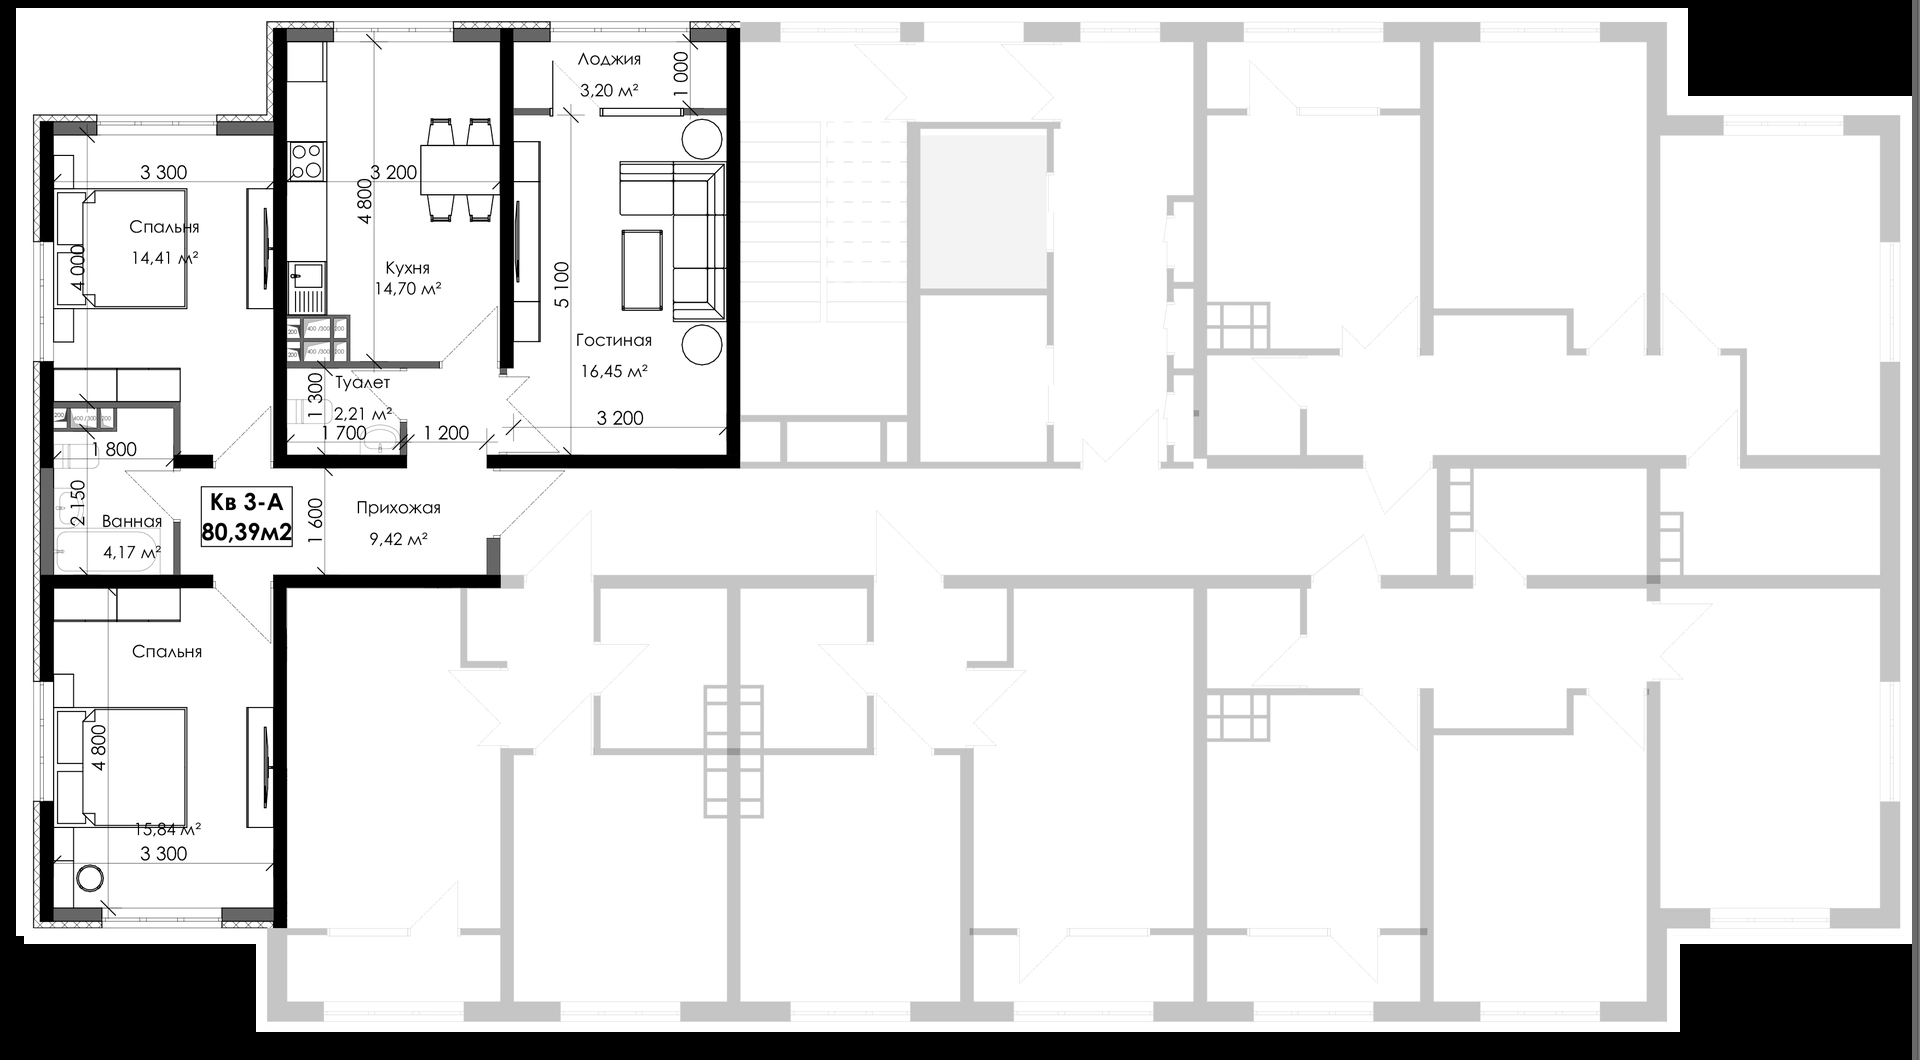 Лоджия
3,20 м²
1 000
3 300
3 200
4 800
Спальня
14,41 м²
4 000
Кухня
14,70 м²
5 100
Гостиная
16,45 м²
3 200
Туалет
2,21 м²
1 300
1 700
1 200
1 800
2 150
Ванная
4,17 м²
Кв 3-А
80,39м2
1 600
Прихожая
9,42 м²
Спальня
4 800
15,84 м²
3 300